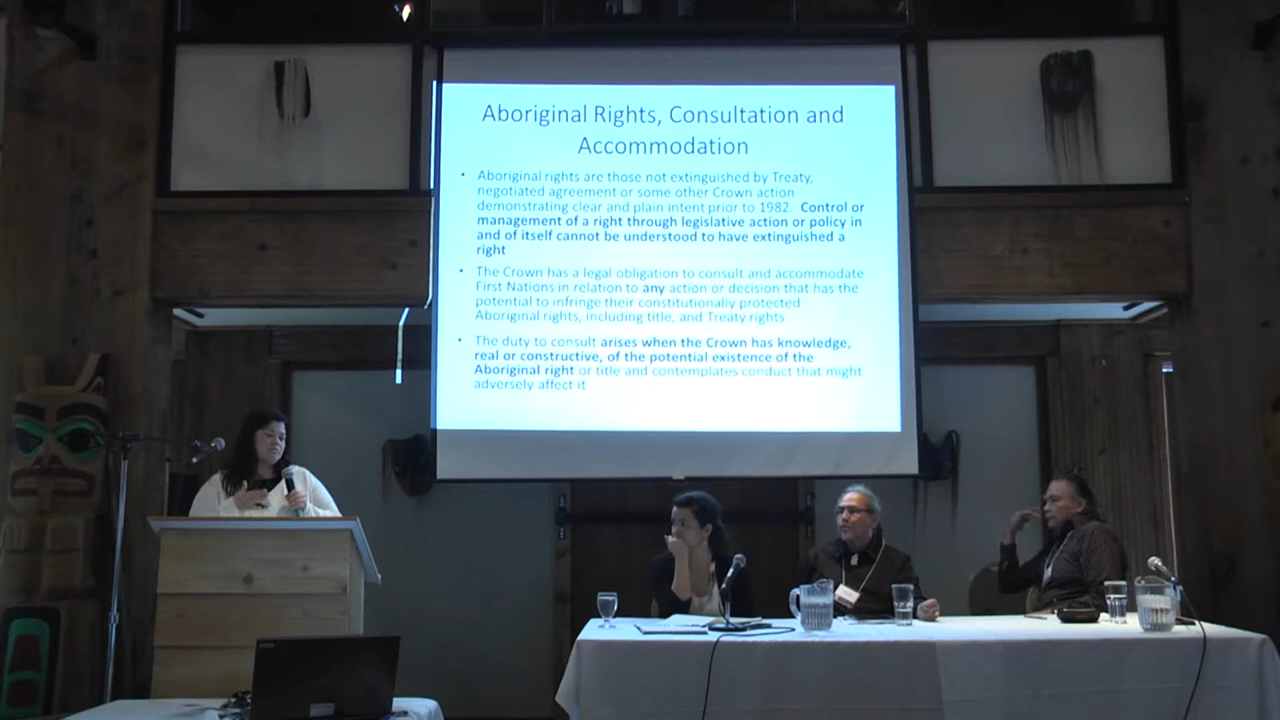 Aboriginal Rights, Consultation and
Accommodation
• Aboriginal rights are those not extinguished by Treaty,
negotiated agreement or some other Crown action
demonstrating clear and plain intent prior to 1982. Control or
management of a right through legislative action or policy in
and of itself cannot be understood to have extinguished a
right
• The Crown has a legal obligation to consult and accommodate
First Nations in relation to any action or decision that has the
potential to infringe their constitutionally protected
Aboriginal rights, including title, and Treaty rights
• The duty to consult arises when the Crown has knowledge,
real or constructive, of the potential existence of the
Aboriginal right or title and contemplates conduct that might
adversely affect it